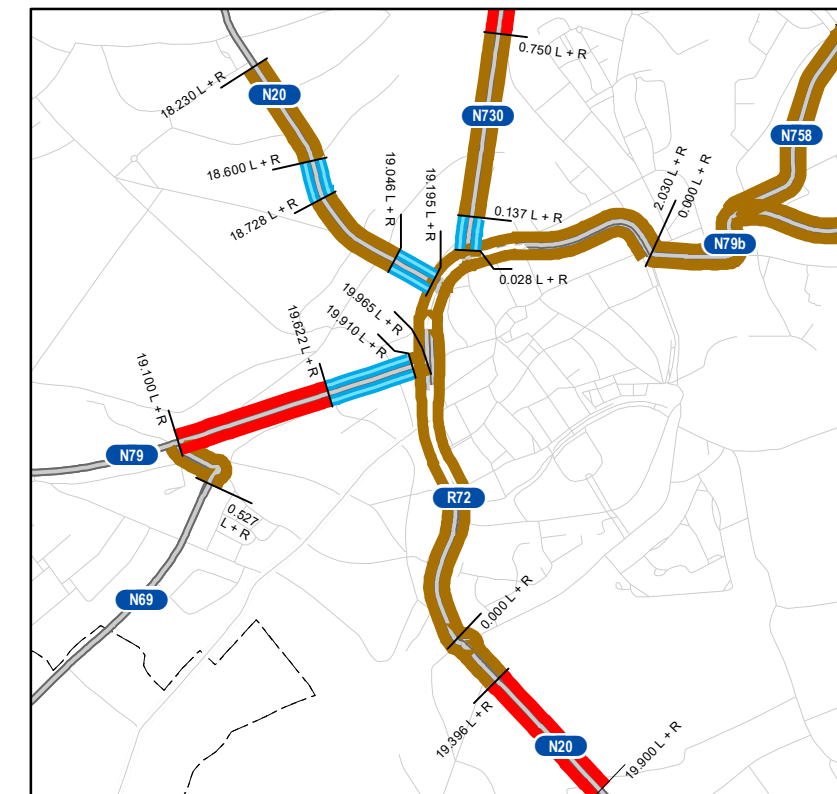 0.750 L + R
18.230 L + R
N20
N730
N758
18.600 L + R
19.046 L + R
19.195 L + R
2.030 L + R
0.000 L + R
18.728 L + R
0.137 L + R
N79b
0.028 L + R
19.965 L + R
19.910 L + R
19.622 L + R
19.100 L + R
N79
R72
0.527
L + R
N69
0.000 L + R
19.396 L + R
N20
19.900 L + R